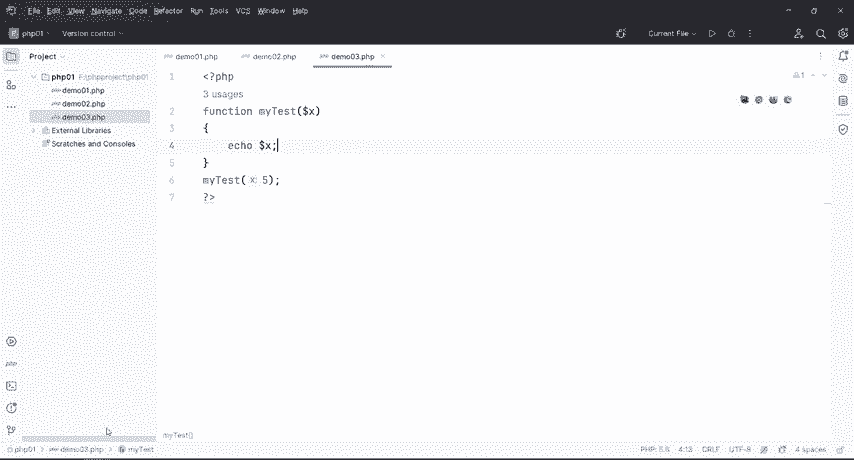 File Edit View Navigate Code Refactor Run Tools VCS Window Help
php01 Version control Current File
Project demo01.php demo02.php demo03.php
php01 E:\phpproject\php01
demo01.php
demo02.php
demo03.php
External Libraries
Scratches and Consoles
1 <?php
3 usages
2 function myTest($x)
3 {
4 echo $x;
5 }
6 myTest( x: 5);
7 ?>
1
myTest()
php01 > demo03.php > myTest PHP: 5.6 4:13 CRLF UTF-8 4 spaces